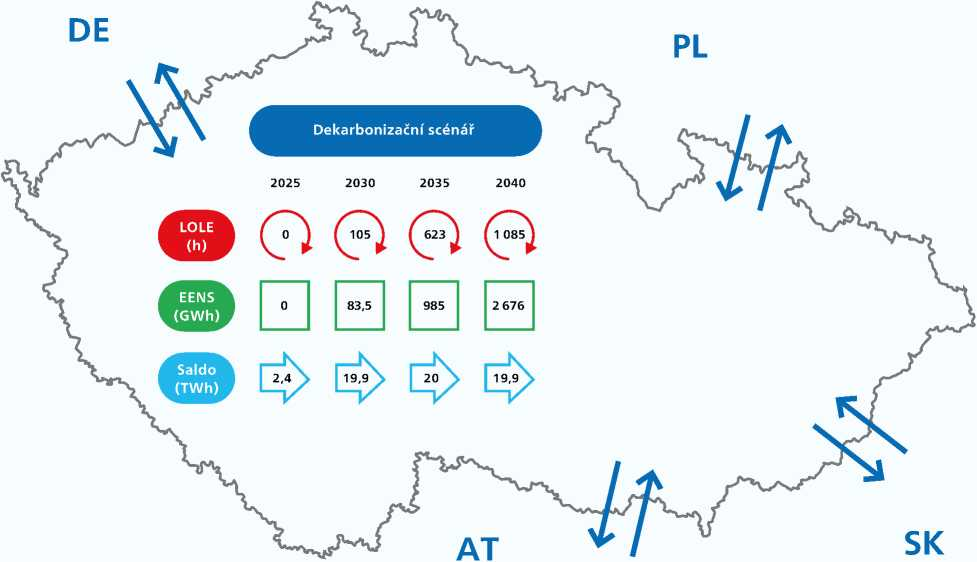 DE
PL
Dekarbonizační scénář
2025 2030 2035 2040
LOLE
(h)
0 105 623 1 085
EENS
(GWh)
0 83,5 985 2 676
Saldo
(TWh)
2,4 19,9 20 19,9
AT
SK